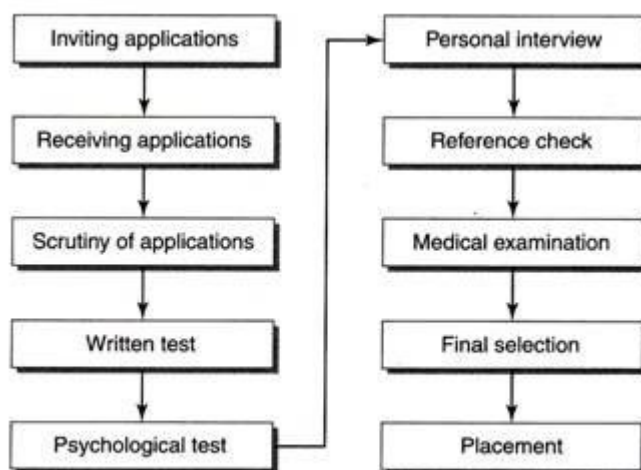 Inviting applications
Receiving applications
Scrutiny of applications
Written test
Psychological test
Personal interview
Reference check
Medical examination
Final selection
Placement